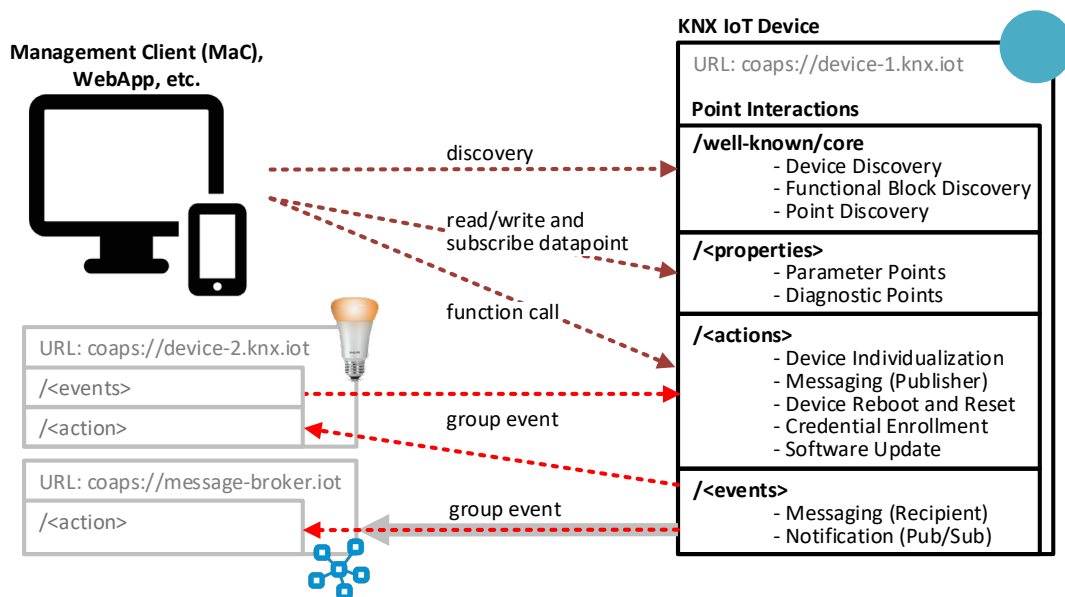 Management Client (MaC),
WebApp, etc.
KNX IoT Device
URL: coaps://device-1.knx.iot
Point Interactions
/well-known/core
- Device Discovery
- Functional Block Discovery
- Point Discovery
/<properties>
- Parameter Points
- Diagnostic Points
/<actions>
- Device Individualization
- Messaging (Publisher)
- Device Reboot and Reset
- Credential Enrollment
- Software Update
/<events>
- Messaging (Recipient)
- Notification (Pub/Sub)
discovery
read/write and
subscribe datapoint
function call
group event
group event
URL: coaps://device-2.knx.iot
/<events>
/<action>
URL: coaps://message-broker.iot
/<action>